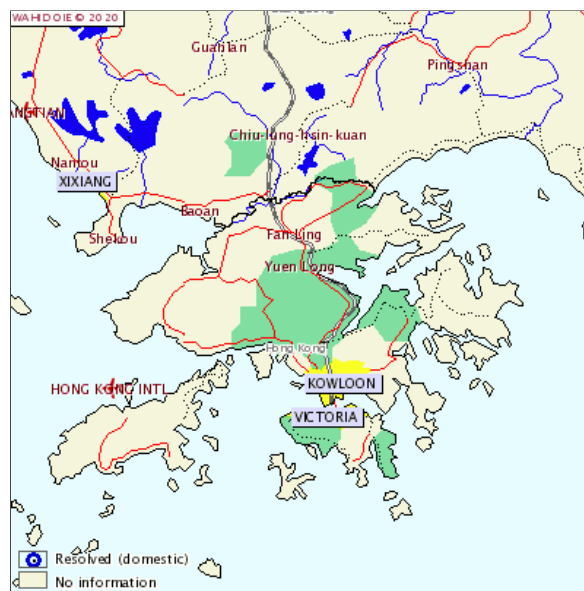 WAHIDOIE © 2020
Guanlan
Pingshan
Chiu-lung-hsin-kuan
Nantou
XIXIANG
Baoan
Shekou
Fan Ling
Yuen Long
Hong Kong
KOWLOON
HONG KONG INTL
VICTORIA
Resolved (domestic)
No information